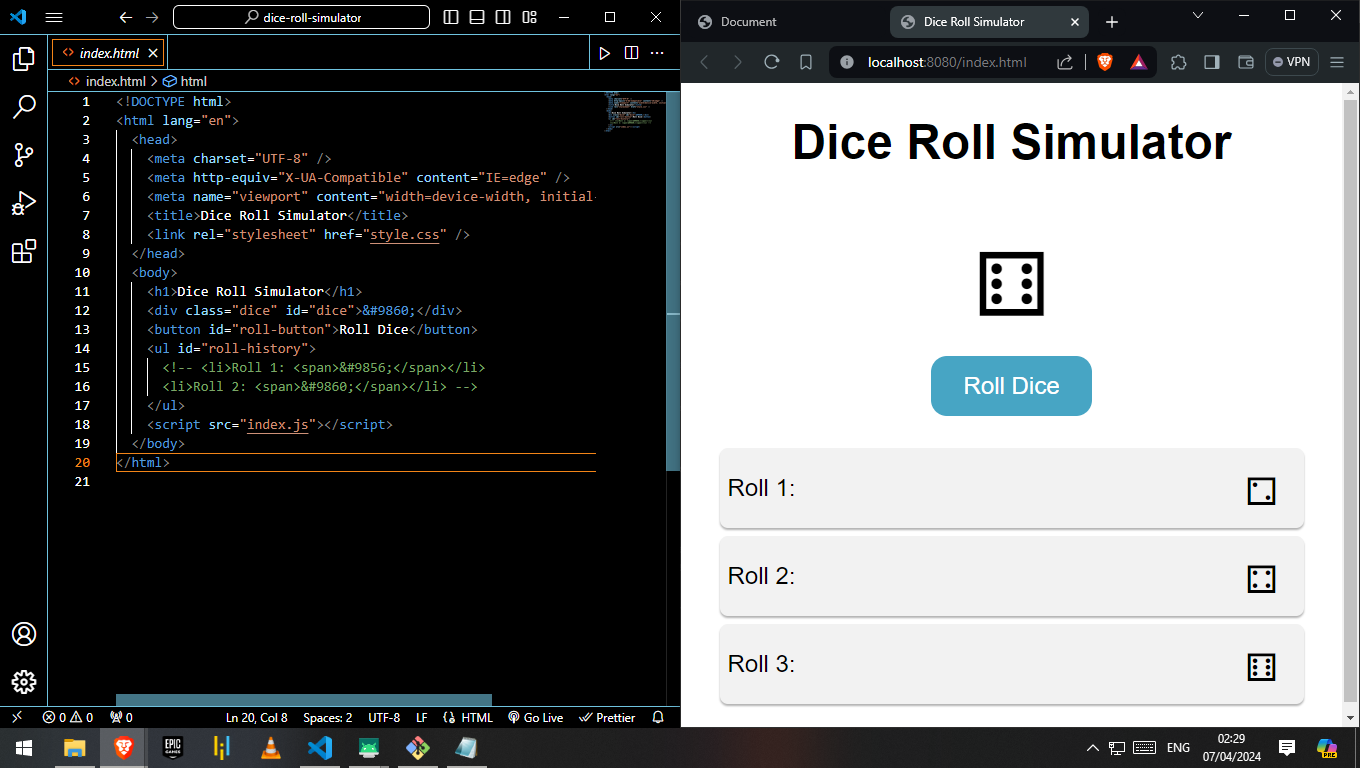 dice-roll-simulator
index.html
index.html > html
1 <!DOCTYPE html>
2 <html lang="en">
3 <head>
4 <meta charset="UTF-8" />
5 <meta http-equiv="X-UA-Compatible" content="IE=edge" />
6 <meta name="viewport" content="width=device-width, initial-
7 <title>Dice Roll Simulator</title>
8 <link rel="stylesheet" href="style.css" />
9 </head>
10 <body>
11 <h1>Dice Roll Simulator</h1>
12 <div class="dice" id="dice">&#9860;</div>
13 <button id="roll-button">Roll Dice</button>
14 <ul id="roll-history">
15 <!-- <li>Roll 1: <span>&#9856;</span></li>
16 <li>Roll 2: <span>&#9860;</span></li> -->
17 </ul>
18 <script src="index.js"></script>
19 </body>
20 </html>
21
0 0 0 Ln 20, Col 8 Spaces: 2 UTF-8 LF HTML Go Live Prettier
Document Dice Roll Simulator
localhost:8080/index.html VPN
Dice Roll Simulator
Roll Dice
Roll 1:
Roll 2:
Roll 3:
EPIC GAMES
ENG 02:29
07/04/2024
PRE